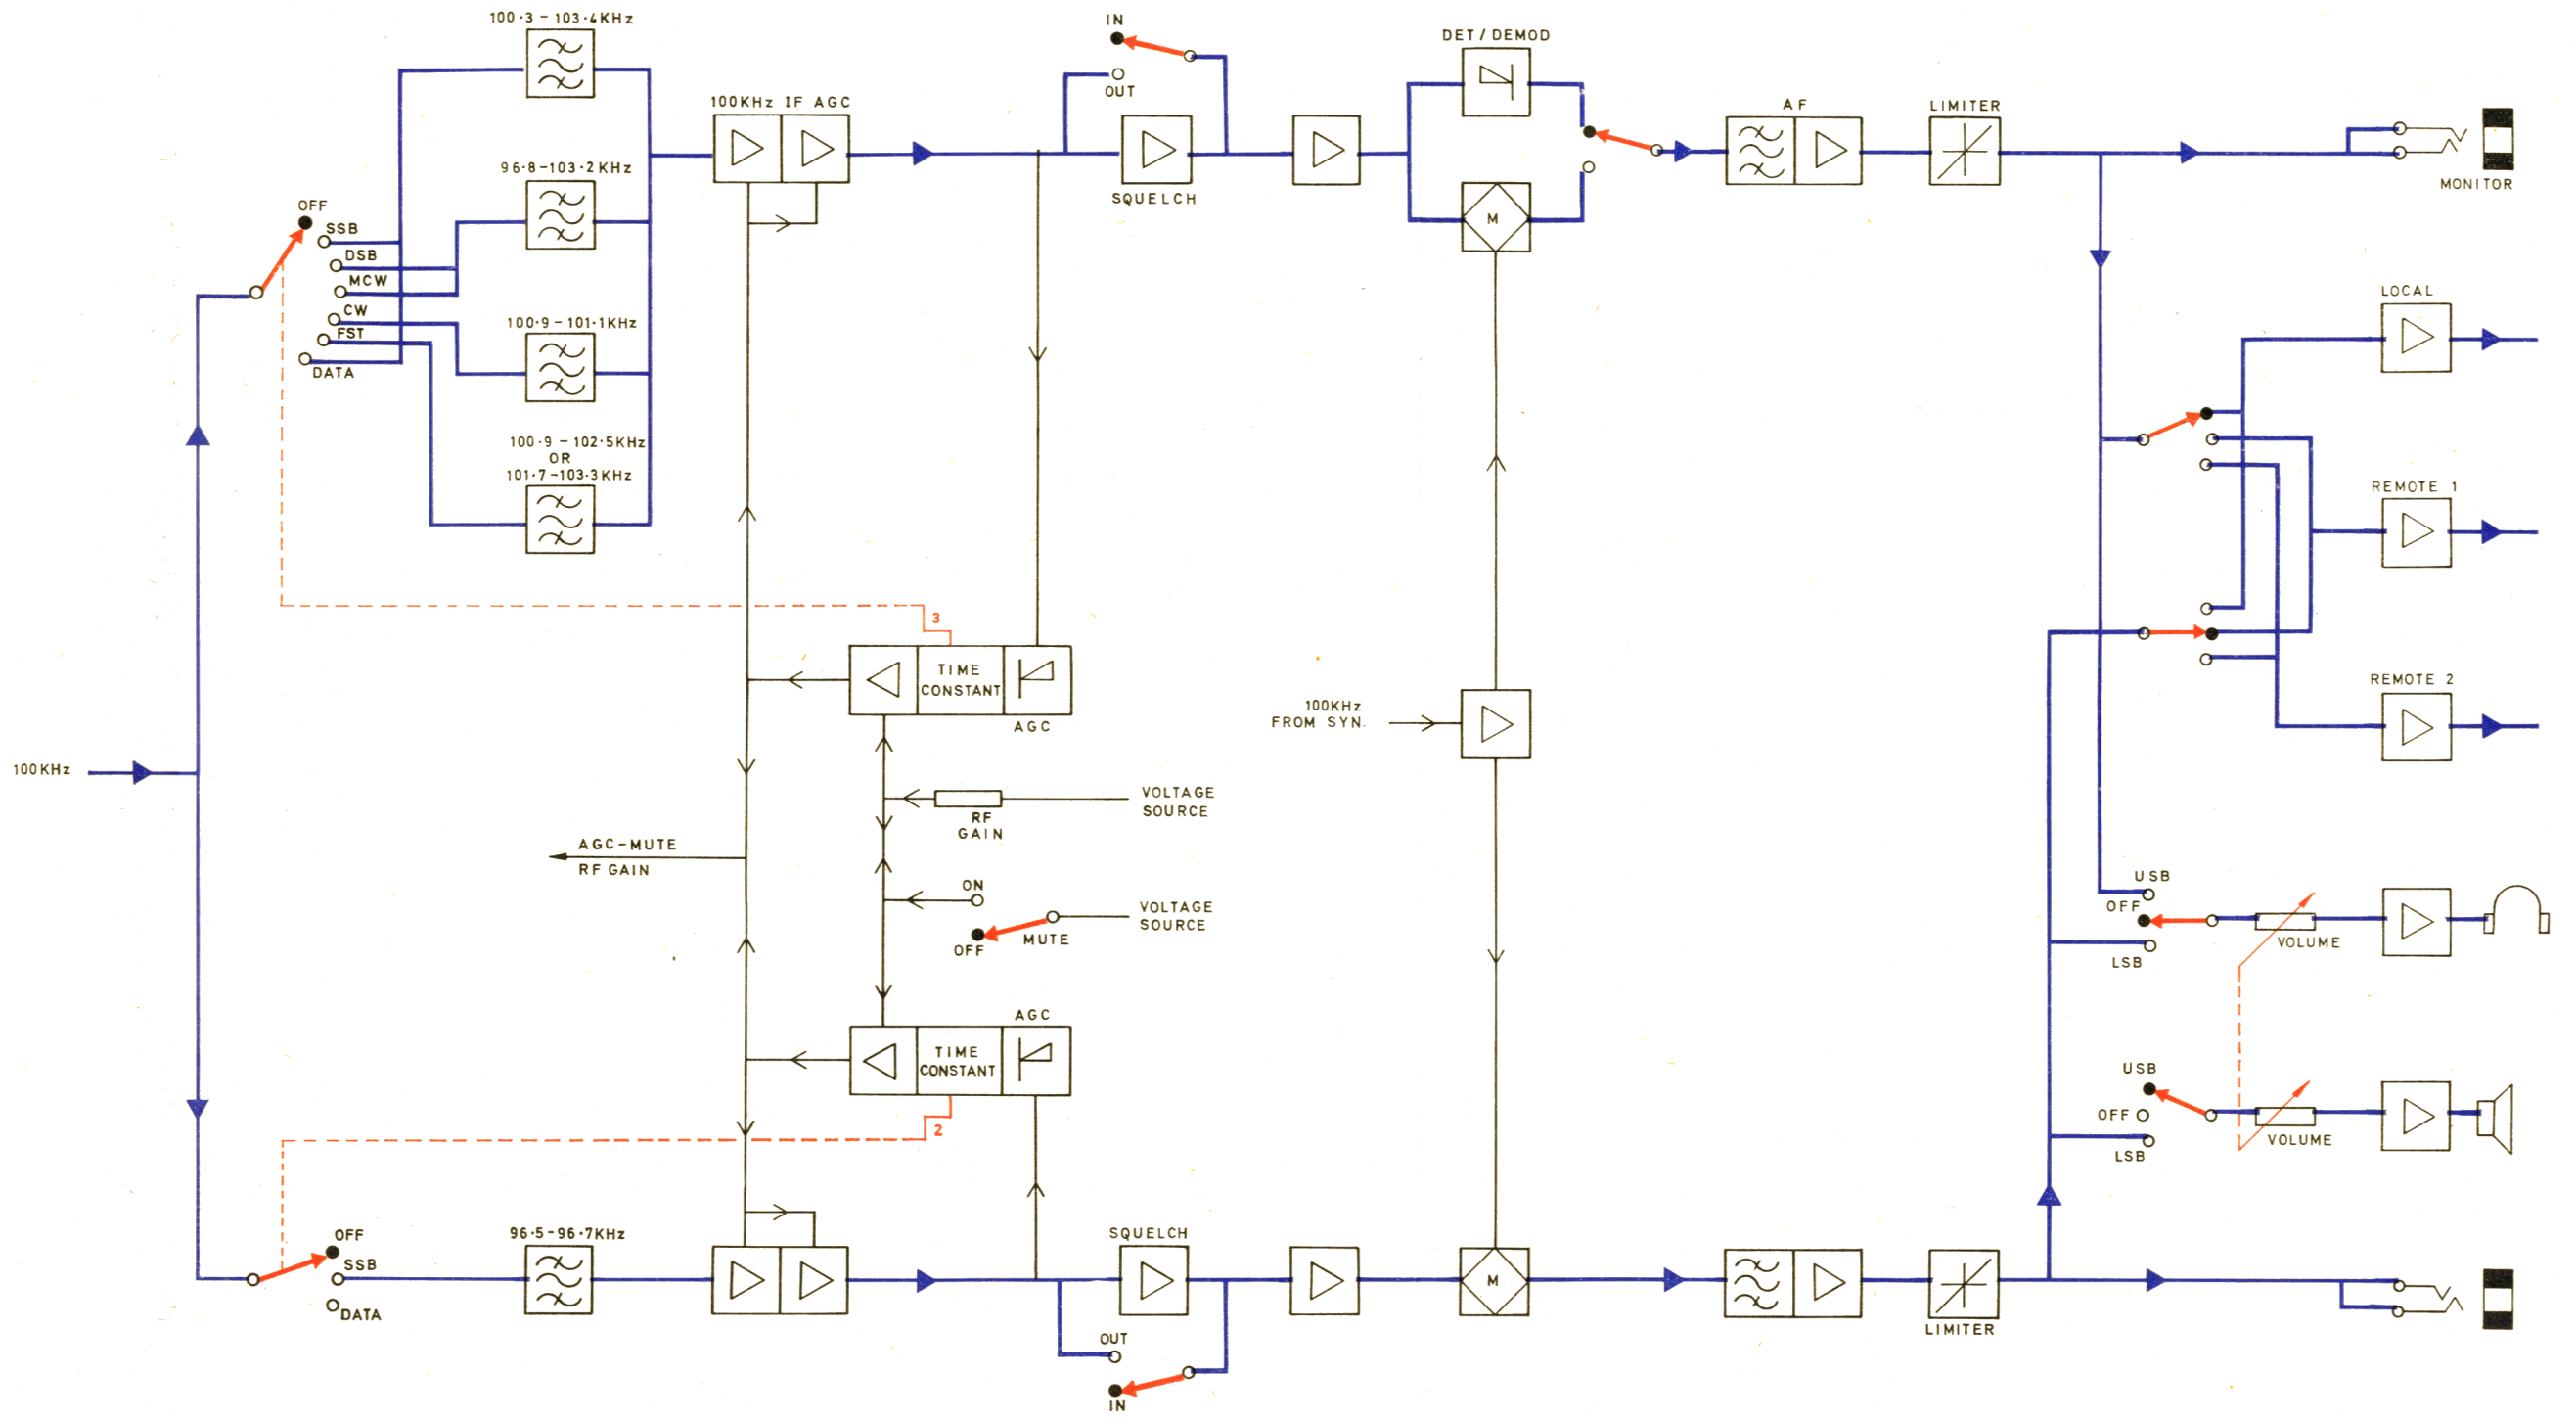 100·3-103·4KHz
IN
DET/DEMOD
OUT
100KHz IF AGC
AF
LIMITER
96·8-103·2KHz
SQUELCH
M
MONITOR
OFF
SSB
DSB
MCW
CW
FST
DATA
100·9-101·1KHz
LOCAL
100·9-102·5KHz
OR
101·7-103·3KHz
REMOTE 1
3
TIME
CONSTANT
AGC
REMOTE 2
100KHz
FROM SYN.
100KHz
VOLTAGE
SOURCE
RF
GAIN
AGC-MUTE
RF GAIN
ON
VOLTAGE
SOURCE
MUTE
OFF
USB
OFF
LSB
VOLUME
AGC
TIME
CONSTANT
2
USB
OFF
LSB
VOLUME
OFF
SSB
DATA
96·5-96·7KHz
SQUELCH
M
OUT
IN
LIMITER